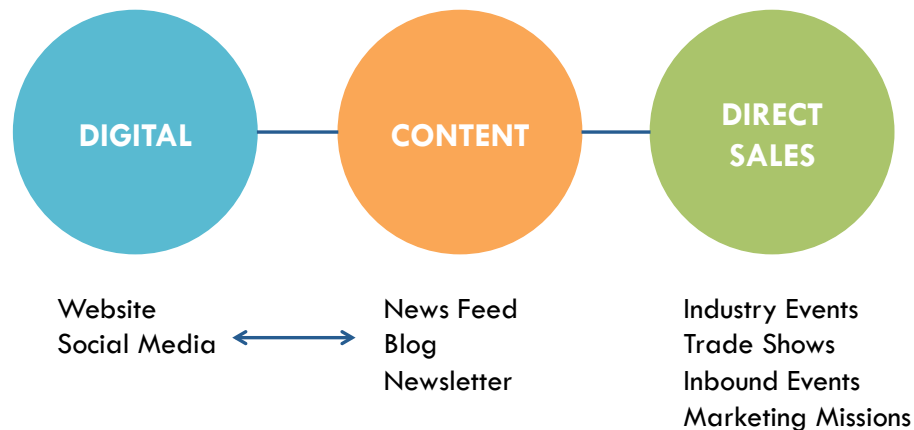 DIGITAL
CONTENT
DIRECT
SALES
Website
Social Media
News Feed
Blog
Newsletter
Industry Events
Trade Shows
Inbound Events
Marketing Missions